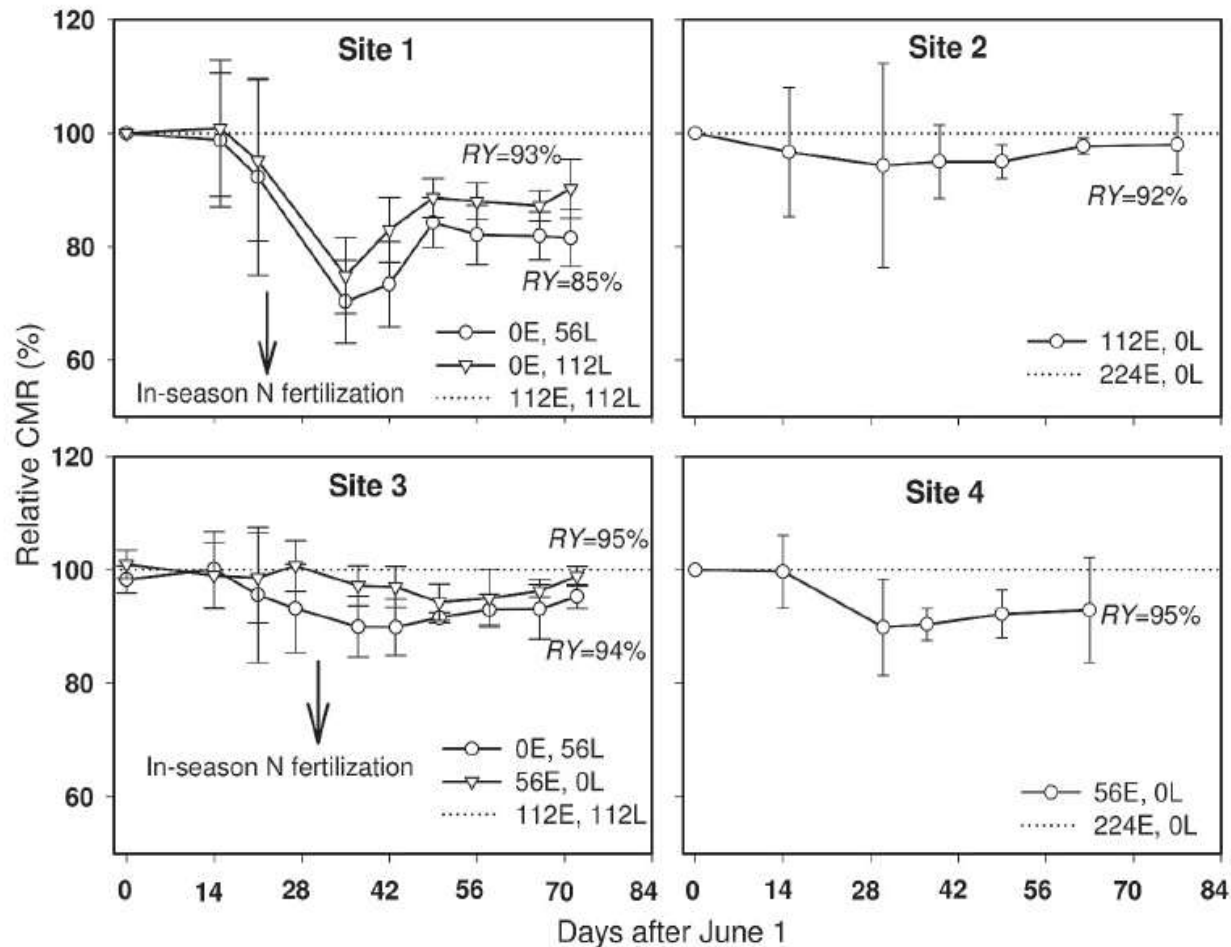 Relative CMR (%)
120
100
80
60
Site 1
RY=93%
RY=85%
0E, 56L
0E, 112L
112E, 112L
In-season N fertilization
Site 2
RY=92%
112E, 0L
224E, 0L
120
100
80
60
Site 3
RY=95%
RY=94%
0E, 56L
56E, 0L
112E, 112L
In-season N fertilization
0 14 28 42 56 70 84
Site 4
RY=95%
56E, 0L
224E, 0L
0 14 28 42 56 70 84
Days after June 1